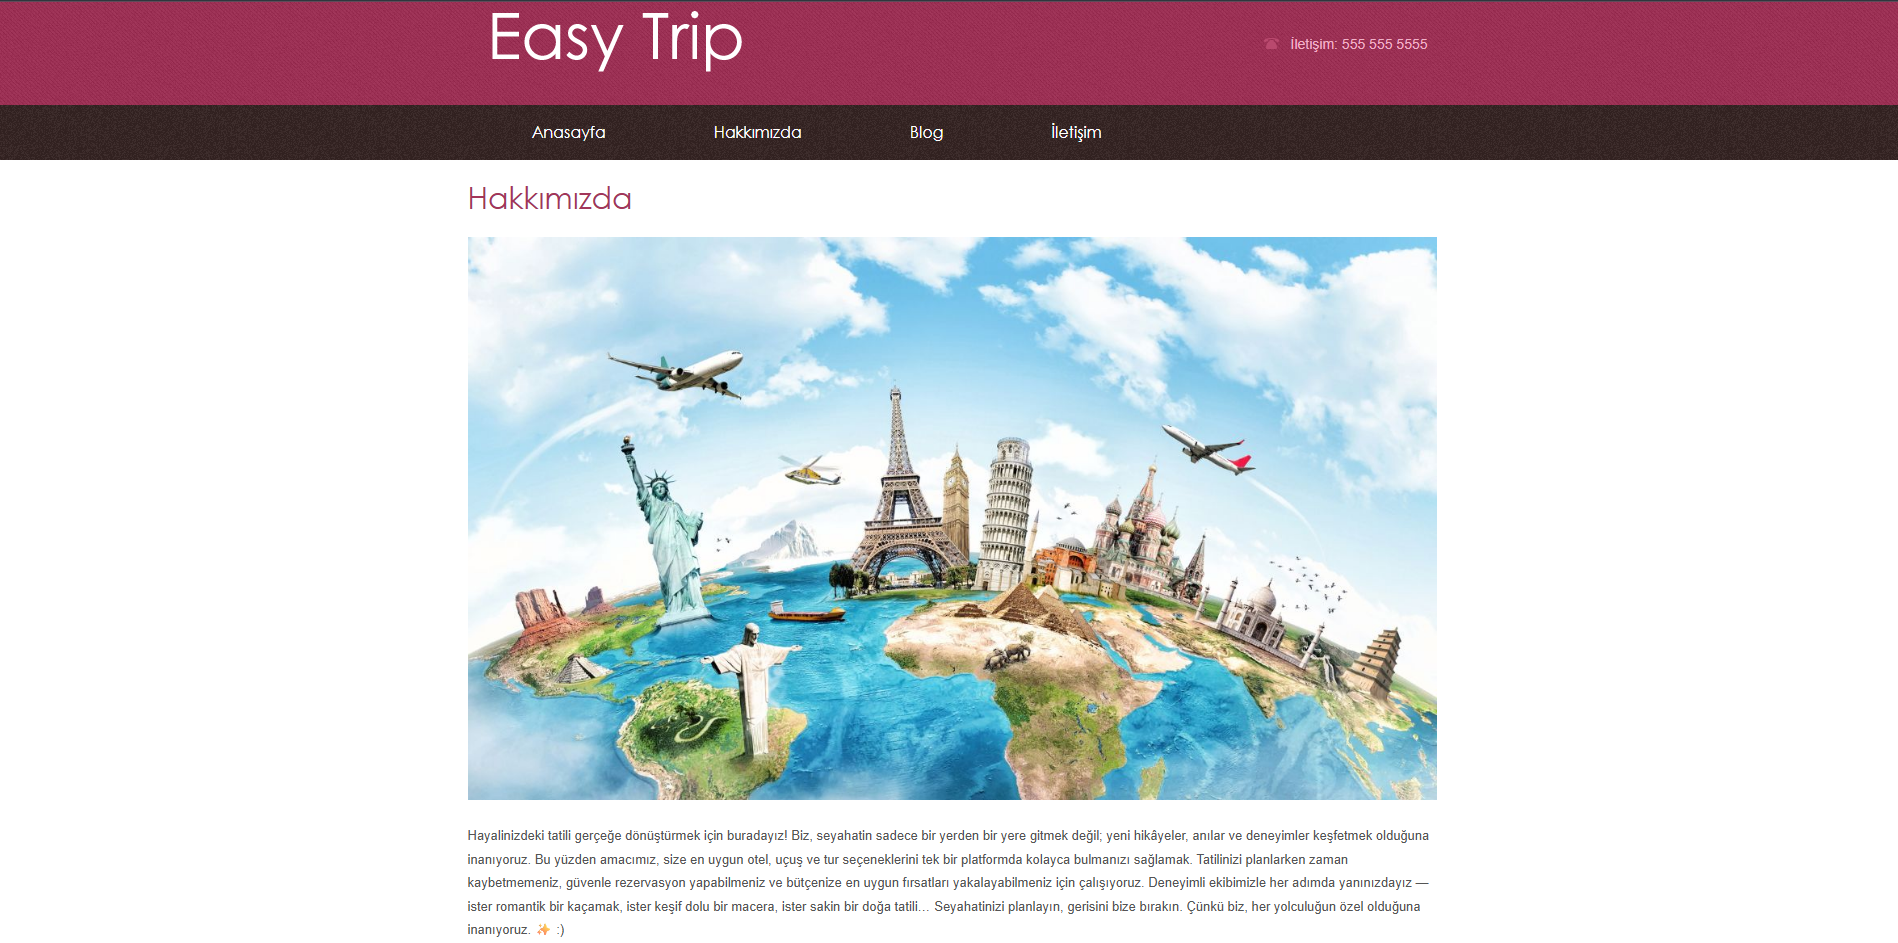 Easy Trip
İletişim: 555 555 5555
Anasayfa Hakkımızda Blog İletişim
Hakkımızda
Hayalinizdeki tatili gerçeğe dönüştürmek için buradayız! Biz, seyahatin sadece bir yerden bir yere gitmek değil; yeni hikâyeler, anılar ve deneyimler keşfetmek olduğuna
inanıyoruz. Bu yüzden amacımız, size en uygun otel, uçuş ve tur seçeneklerini tek bir platformda kolayca bulmanızı sağlamak. Tatilinizi planlarken zaman
kaybetmemeniz, güvenle rezervasyon yapabilmeniz ve bütçenize en uygun fırsatları yakalayabilmeniz için çalışıyoruz. Deneyimli ekibimizle her adımda yanınızdayız —
ister romantik bir kaçamak, ister keşif dolu bir macera, ister sakin bir doğa tatili… Seyahatinizi planlayın, gerisini bize bırakın. Çünkü biz, her yolculuğun özel olduğuna
inanıyoruz. ✨ :)